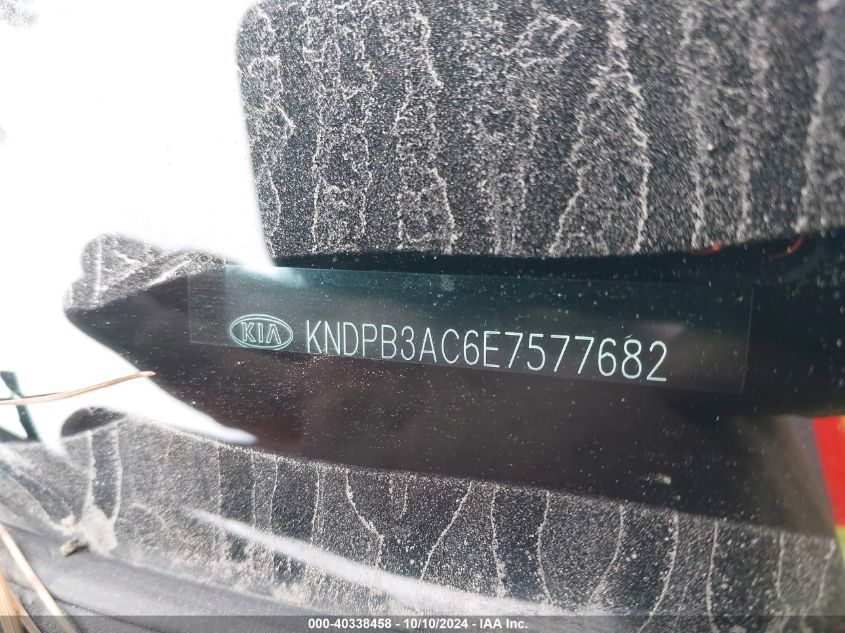 KIA KNDPB3AC6E7577682
000-40338458 - 10/10/2024 - IAA Inc.